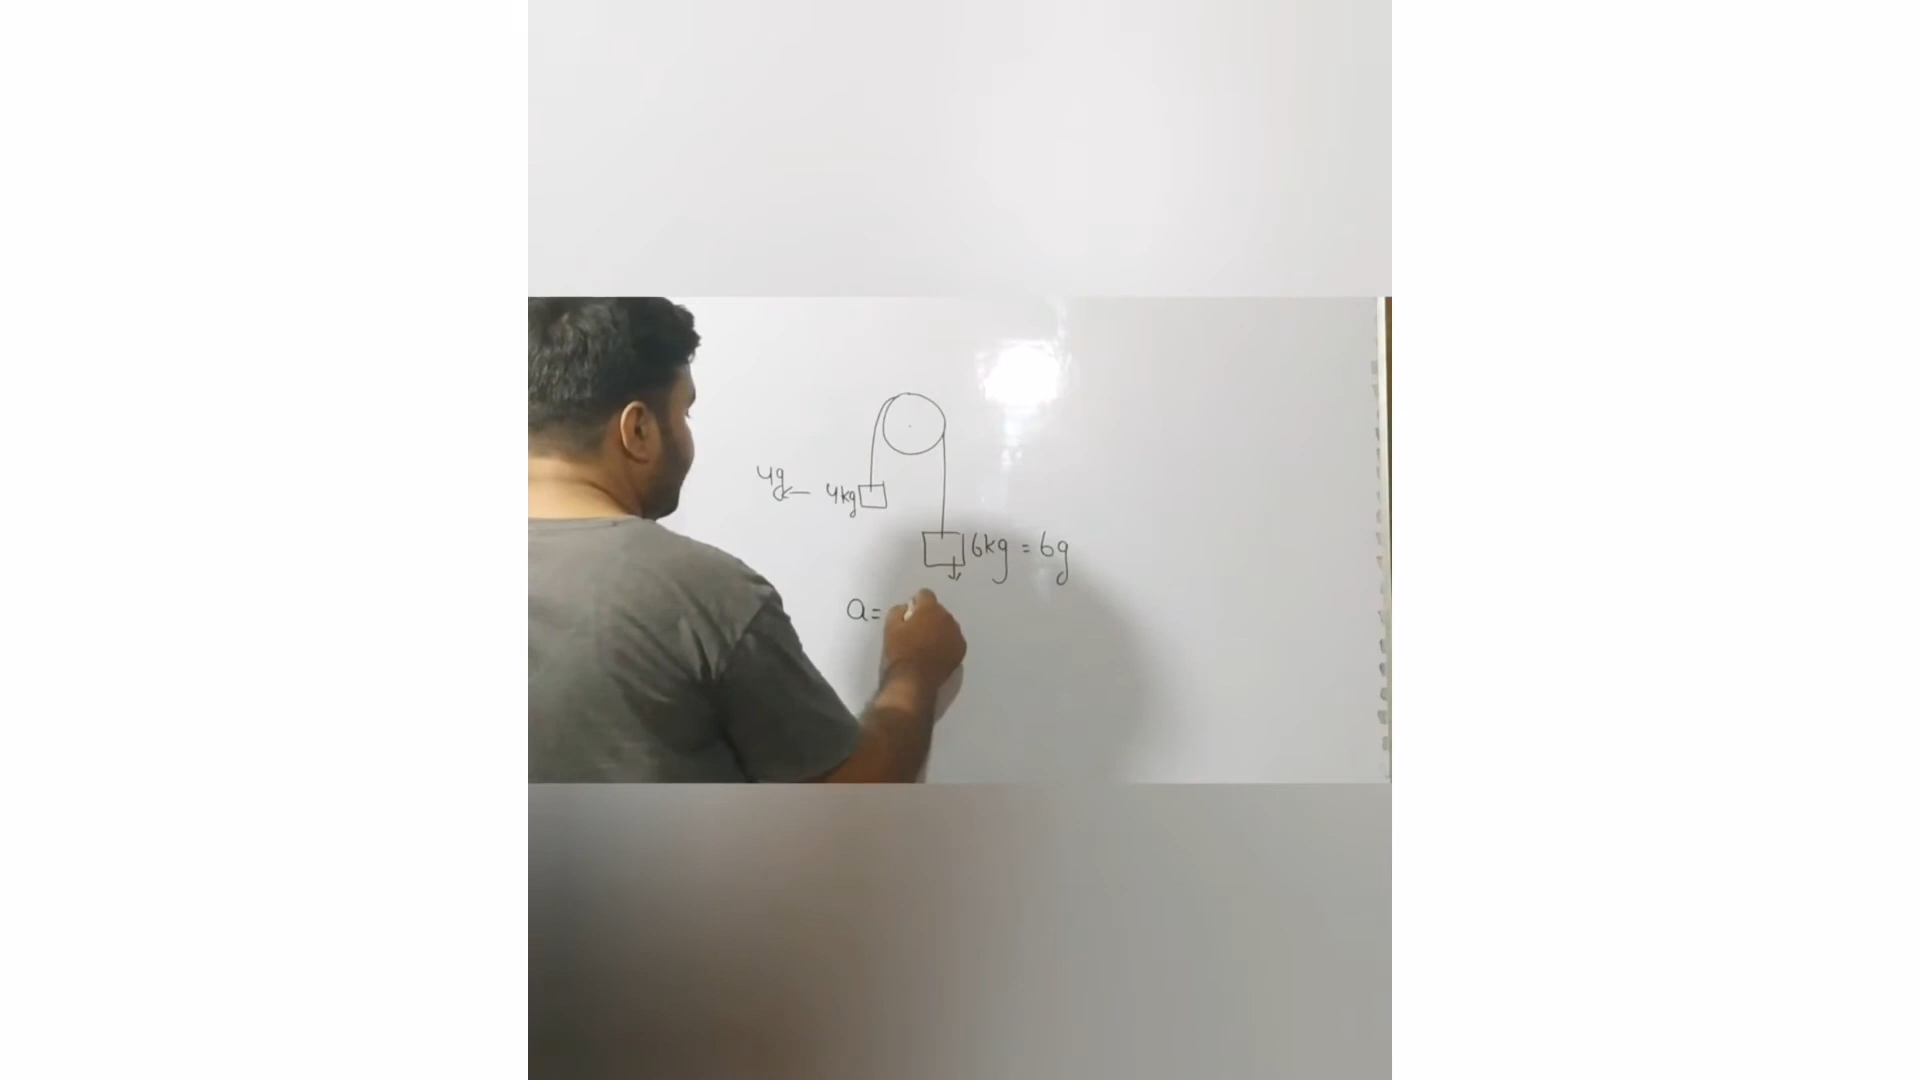 4g
4kg
6kg = 6g
a =